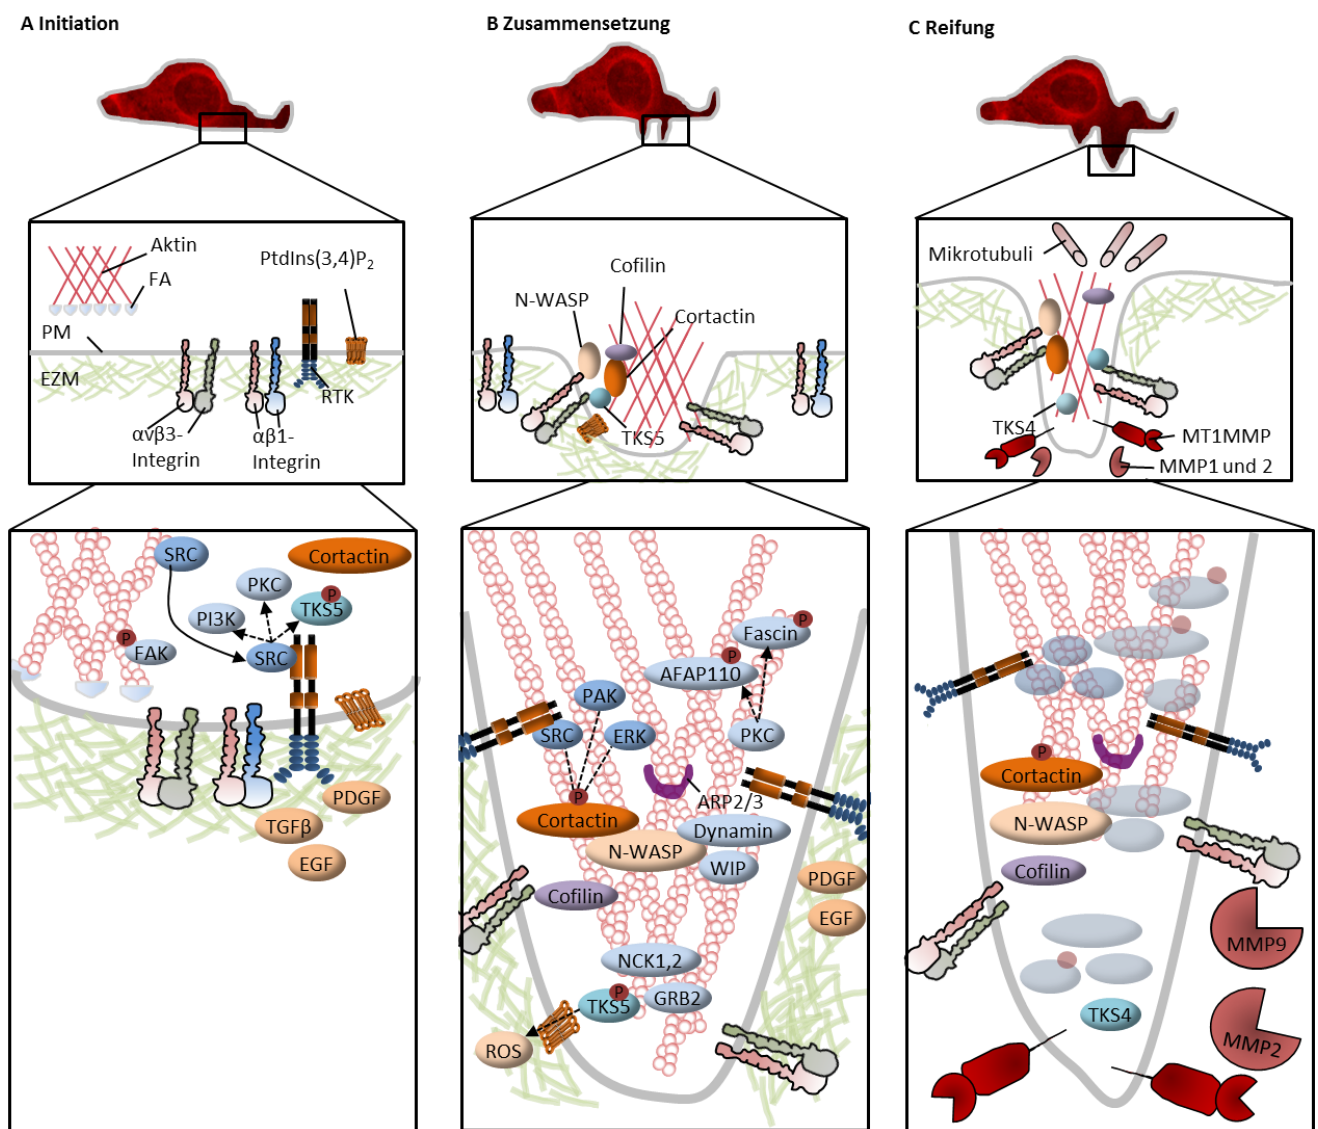 A Initiation
B Zusammensetzung
C Reifung
Aktin
FA
PtdIns(3,4)P2
PM
EZM
RTK
αvβ3-
Integrin
αβ1-
Integrin
Cofilin
N-WASP
Cortactin
TKS5
Mikrotubuli
TKS4
MT1MMP
MMP1 und 2
SRC
Cortactin
PKC
P
TKS5
PI3K
P
FAK
SRC
PDGF
TGFβ
EGF
P
Fascin
P
AFAP110
PAK
SRC
ERK
PKC
P
ARP2/3
Cortactin
Dynamin
N-WASP
WIP
Cofilin
PDGF
EGF
NCK1,2
P
TKS5
GRB2
ROS
P
Cortactin
N-WASP
Cofilin
MMP9
TKS4
MMP2